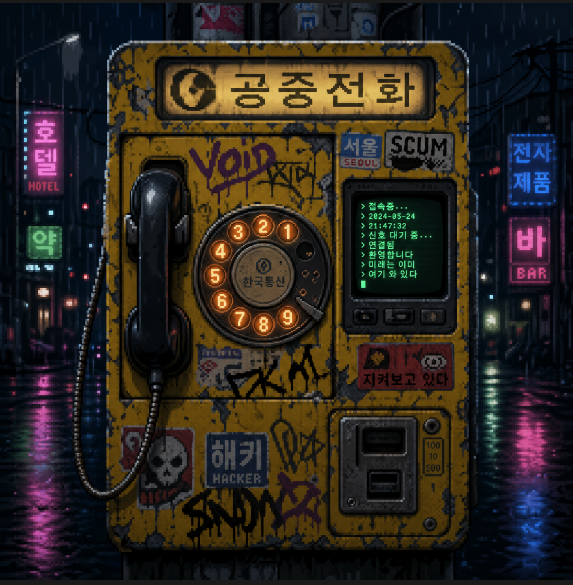 공중전화
VOID
서울
SEOUL
SCUM
호텔
HOTEL
약
전자
제품
바
BAR
1
2
3
4
5
6
7
8
9
한국통신
> 접속중...
> 2024-05-24
> 21:47:32
> 신호 대기 중...
> 연결됨
> 환영합니다
> 미래는 이미
> 여기 와 있다
지켜보고 있다
해키
HACKER
100
10
500